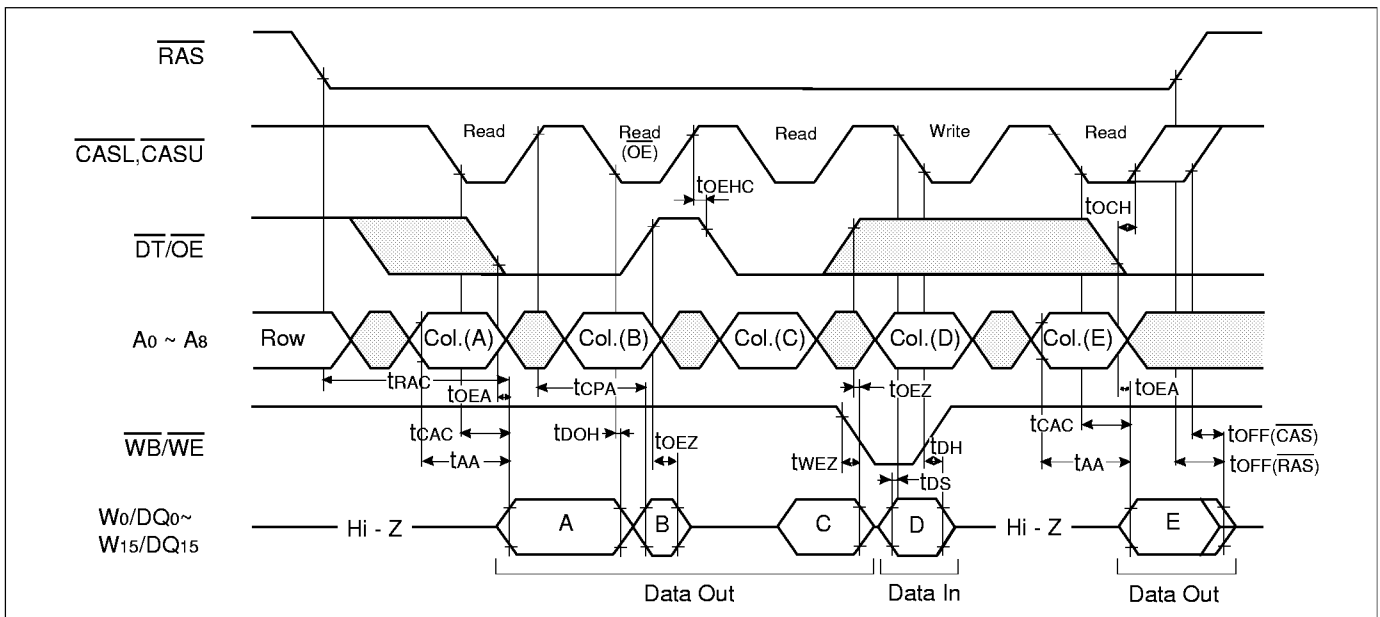 RAS
CASL,CASU
Read
Read
(OE)
Read
Write
Read
tOEHC
tOCH
DT/OE
A0 ~ A8
Row
Col.(A)
Col.(B)
Col.(C)
Col.(D)
Col.(E)
tRAC
tOEA
tCPA
tOEZ
tOEA
WB/WE
tCAC
tDOH
tOEZ
tAA
tWEZ
tDH
tDS
tCAC
tAA
tOFF(CAS)
tOFF(RAS)
W0/DQ0~
W15/DQ15
Hi - Z
A
B
C
D
Hi - Z
E
Data Out
Data In
Data Out